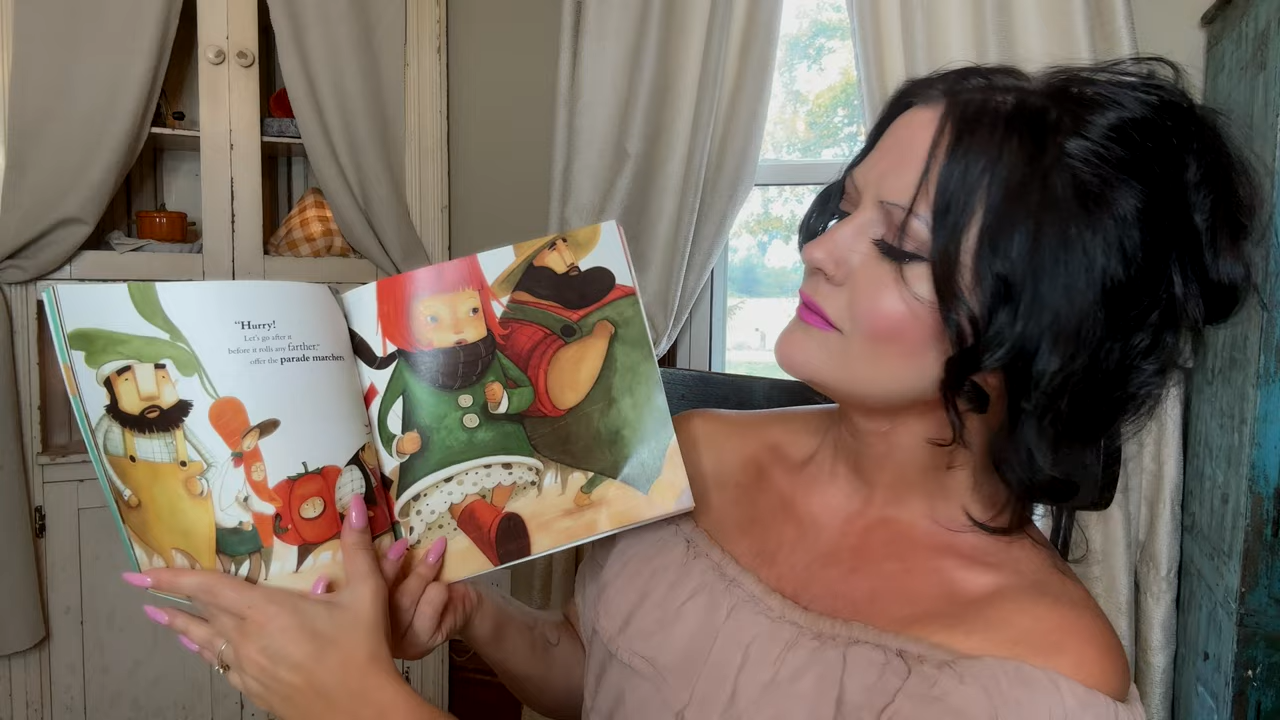 "Hurry!
Let's go after it
before it rolls any farther,"
offer the parade marchers.